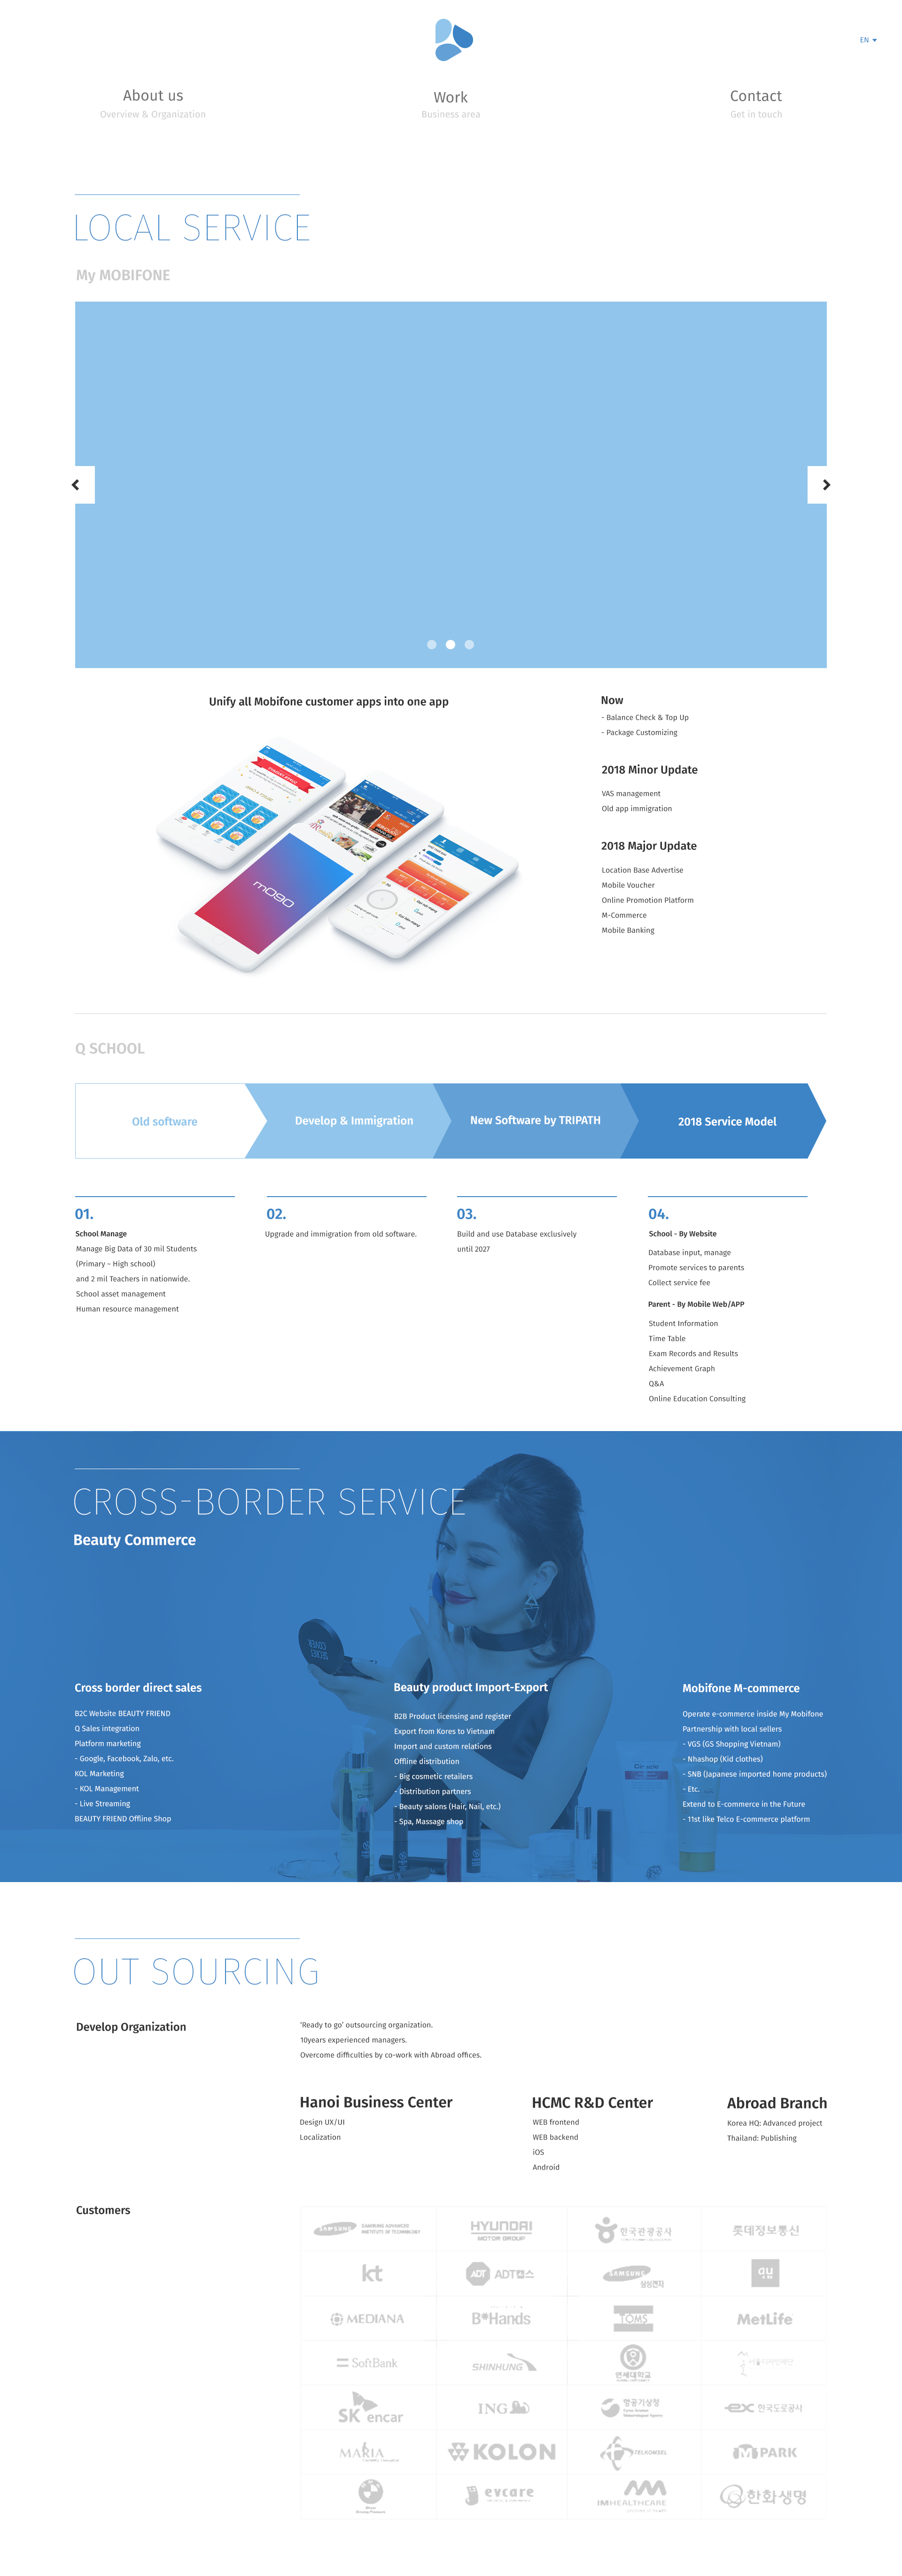 EN
About us
Overview & Organization
Work
Business area
Contact
Get in touch
LOCAL SERVICE
My MOBIFONE
Unify all Mobifone customer apps into one app
mO9O
Now
- Balance Check & Top Up
- Package Customizing
2018 Minor Update
VAS management
Old app immigration
2018 Major Update
Location Base Advertise
Mobile Voucher
Online Promotion Platform
M-Commerce
Mobile Banking
Q SCHOOL
Old software
Develop & Immigration
New Software by TRIPATH
2018 Service Model
01.
School Manage
Manage Big Data of 30 mil Students
(Primary – High school)
and 2 mil Teachers in nationwide.
School asset management
Human resource management
02.
Upgrade and immigration from old software.
03.
Build and use Database exclusively
until 2027
04.
School - By Website
Database input, manage
Promote services to parents
Collect service fee
Parent - By Mobile Web/APP
Student Information
Time Table
Exam Records and Results
Achievement Graph
Q&A
Online Education Consulting
CROSS-BORDER SERVICE
Beauty Commerce
Cross border direct sales
B2C Website BEAUTY FRIEND
Q Sales integration
Platform marketing
- Google, Facebook, Zalo, etc.
KOL Marketing
- KOL Management
- Live Streaming
BEAUTY FRIEND Offline Shop
Beauty product Import-Export
B2B Product licensing and register
Export from Kores to Vietnam
Import and custom relations
Offline distribution
- Big cosmetic retailers
- Distribution partners
- Beauty salons (Hair, Nail, etc.)
- Spa, Massage shop
Mobifone M-commerce
Operate e-commerce inside My Mobifone
Partnership with local sellers
- VGS (GS Shopping Vietnam)
- Nhashop (Kid clothes)
- SNB (Japanese imported home products)
- Etc.
Extend to E-commerce in the Future
- 11st like Telco E-commerce platform
OUT SOURCING
Develop Organization
‘Ready to go’ outsourcing organization.
10years experienced managers.
Overcome difficulties by co-work with Abroad offices.
Hanoi Business Center
Design UX/UI
Localization
HCMC R&D Center
WEB frontend
WEB backend
iOS
Android
Abroad Branch
Korea HQ: Advanced project
Thailand: Publishing
Customers
SAMSUNG
SAMSUNG ADVANCED
INSTITUTE OF TECHNOLOGY
HYUNDAI
MOTOR GROUP
한국관광공사
롯데정보통신
kt
ADT ADT캡스
SAMSUNG
삼성전자
au
MEDIANA
B Hands
TOMS
MetLife
SoftBank
SHINHUNG
연세대학교
SK encar
ING
항공기상청
ex 한국도로공사
MARIA
KOLON
TELKOMSEL
M PARK
evcare
IMHEALTHCARE
한화생명